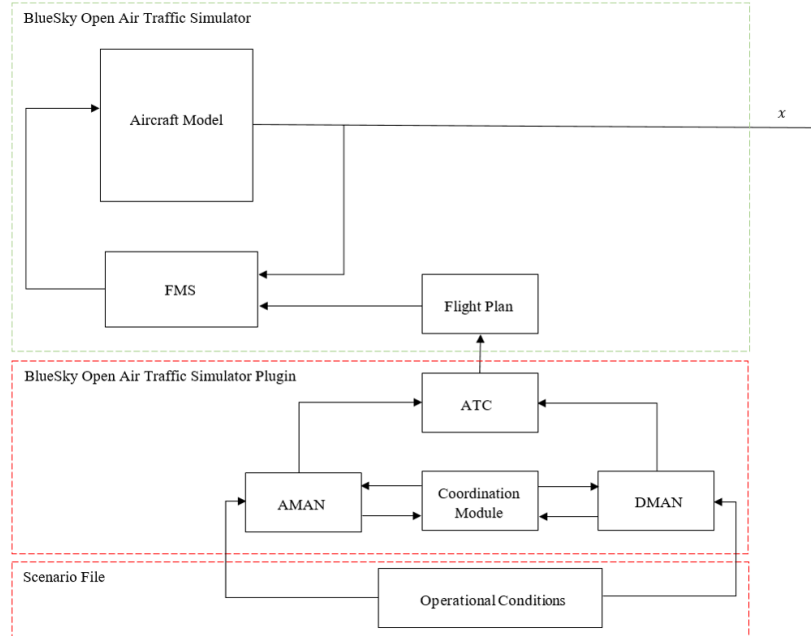 BlueSky Open Air Traffic Simulator
Aircraft Model
x
FMS
Flight Plan
BlueSky Open Air Traffic Simulator Plugin
ATC
AMAN
Coordination
Module
DMAN
Scenario File
Operational Conditions